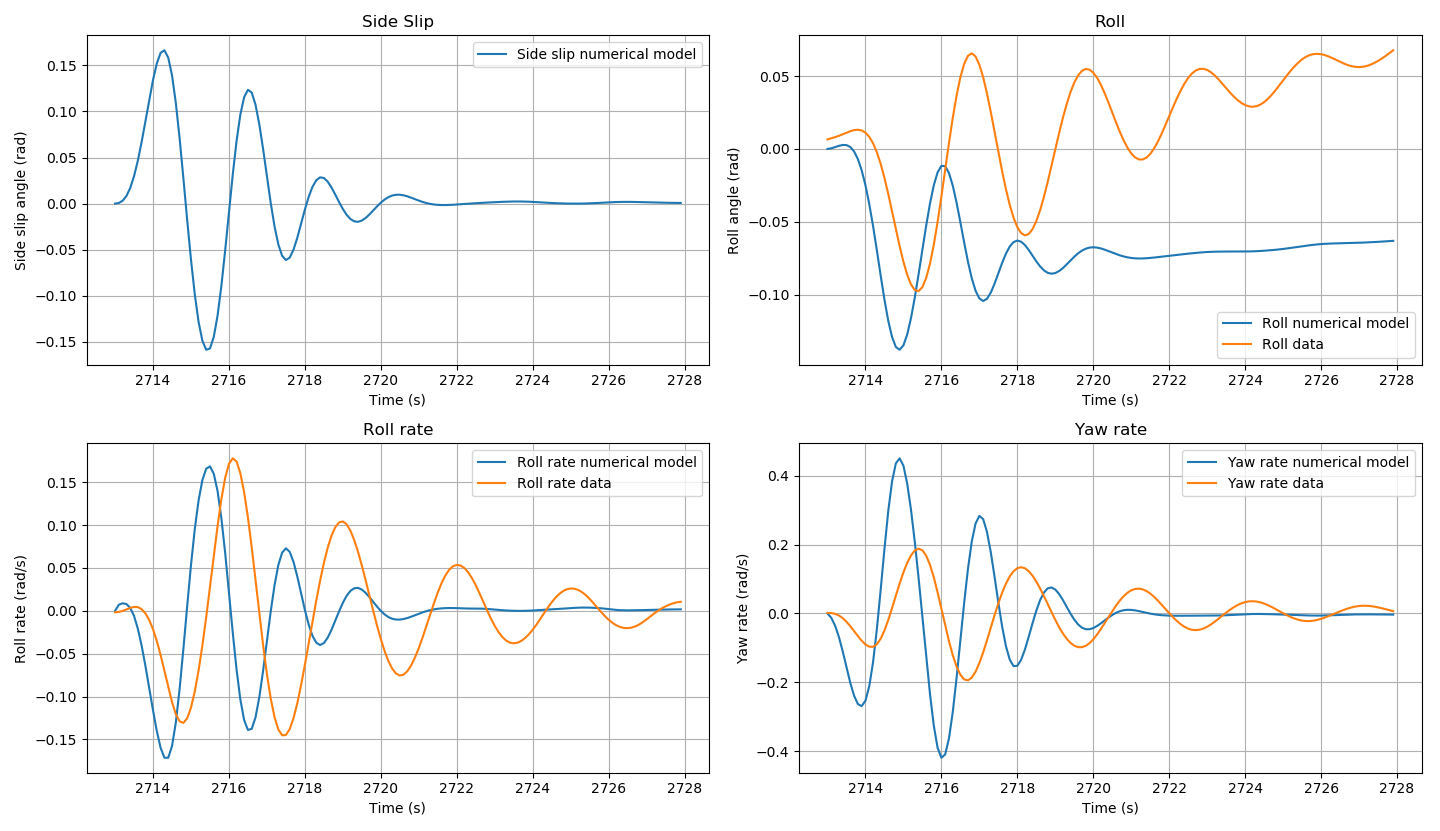 Side Slip
Side slip numerical model
Side slip angle (rad)
0.15
0.10
0.05
0.00
−0.05
−0.10
−0.15
2714 2716 2718 2720 2722 2724 2726 2728
Time (s)
Roll
Roll angle (rad)
0.05
0.00
−0.05
−0.10
Roll numerical model
Roll data
2714 2716 2718 2720 2722 2724 2726 2728
Time (s)
Roll rate
Roll rate numerical model
Roll rate data
Roll rate (rad/s)
0.15
0.10
0.05
0.00
−0.05
−0.10
−0.15
2714 2716 2718 2720 2722 2724 2726 2728
Time (s)
Yaw rate
Yaw rate numerical model
Yaw rate data
Yaw rate (rad/s)
0.4
0.2
0.0
−0.2
−0.4
2714 2716 2718 2720 2722 2724 2726 2728
Time (s)